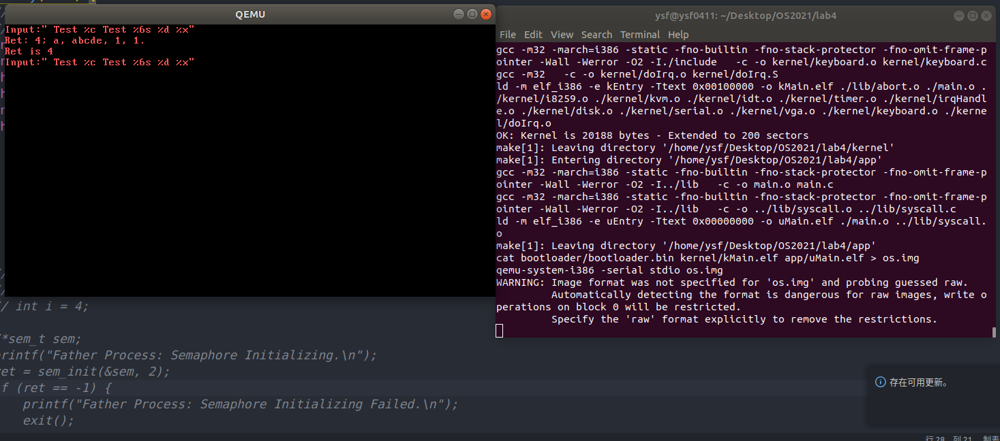 QEMU
Input:" Test %c Test %6s %d %x"
Ret: 4; a, abcde, 1, 1.
Ret is 4
Input:" Test %c Test %6s %d %x"
ysf@ysf0411: ~/Desktop/OS2021/lab4
File Edit View Search Terminal Help
gcc -m32 -march=i386 -static -fno-builtin -fno-stack-protector -fno-omit-frame-p
ointer -Wall -Werror -O2 -I./include   -c -o kernel/keyboard.o kernel/keyboard.c
gcc -m32   -c -o kernel/doIrq.o kernel/doIrq.S
ld -m elf_i386 -e kEntry -Ttext 0x00100000 -o kMain.elf ./lib/abort.o ./main.o .
/kernel/i8259.o ./kernel/kvm.o ./kernel/idt.o ./kernel/timer.o ./kernel/irqHandl
e.o ./kernel/disk.o ./kernel/serial.o ./kernel/vga.o ./kernel/keyboard.o ./kerne
l/doIrq.o
OK: Kernel is 20188 bytes - Extended to 200 sectors
make[1]: Leaving directory '/home/ysf/Desktop/OS2021/lab4/kernel'
make[1]: Entering directory '/home/ysf/Desktop/OS2021/lab4/app'
gcc -m32 -march=i386 -static -fno-builtin -fno-stack-protector -fno-omit-frame-p
ointer -Wall -Werror -O2 -I../lib   -c -o main.o main.c
gcc -m32 -march=i386 -static -fno-builtin -fno-stack-protector -fno-omit-frame-p
ointer -Wall -Werror -O2 -I../lib   -c -o ../lib/syscall.o ../lib/syscall.c
ld -m elf_i386 -e uEntry -Ttext 0x00000000 -o uMain.elf ./main.o ../lib/syscall.
o
make[1]: Leaving directory '/home/ysf/Desktop/OS2021/lab4/app'
cat bootloader/bootloader.bin kernel/kMain.elf app/uMain.elf > os.img
qemu-system-i386 -serial stdio os.img
WARNING: Image format was not specified for 'os.img' and probing guessed raw.
         Automatically detecting the format is dangerous for raw images, write o
perations on block 0 will be restricted.
         Specify the 'raw' format explicitly to remove the restrictions.
/ int i = 4;
*sem_t sem;
rintf("Father Process: Semaphore Initializing.\n");
et = sem_init(&sem, 2);
f (ret == -1) {
printf("Father Process: Semaphore Initializing Failed.\n");
exit();
存在可用更新。
行 28, 列 21